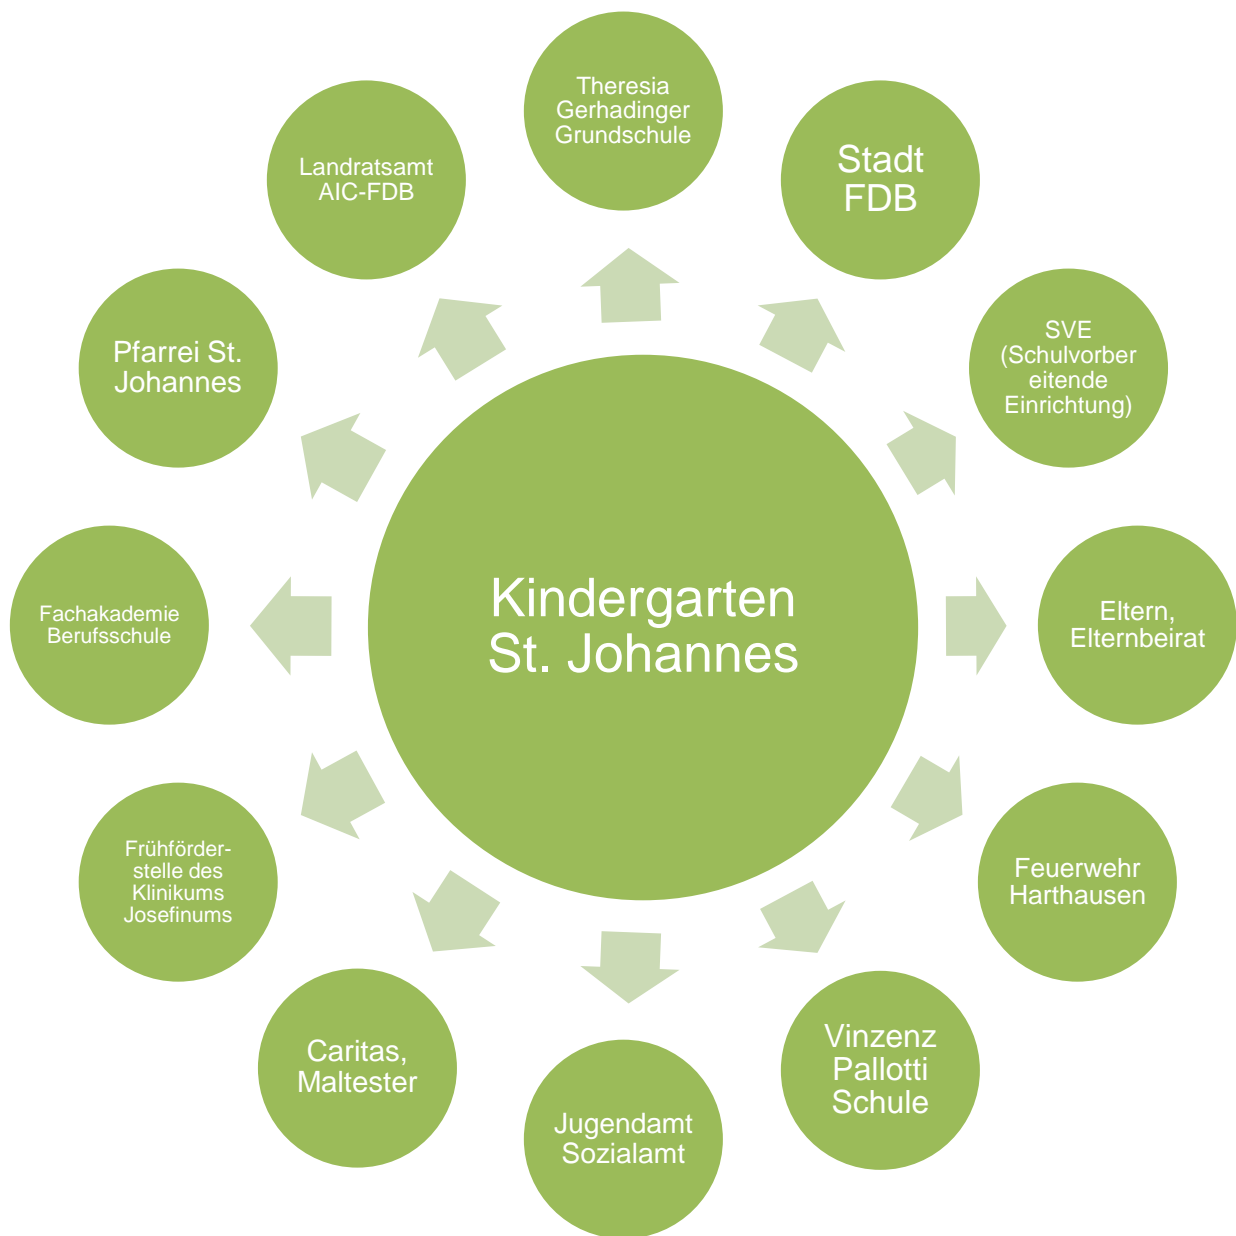 Theresia
Gerhadinger
Grundschule
Stadt
FDB
SVE
(Schulvorber
eitende
Einrichtung)
Eltern,
Elternbeirat
Feuerwehr
Harthausen
Vinzenz
Pallotti
Schule
Jugendamt
Sozialamt
Caritas,
Maltester
Frühförder-
stelle des
Klinikums
Josefinums
Fachakademie
Berufsschule
Pfarrei St.
Johannes
Landratsamt
AIC-FDB
Kindergarten
St. Johannes